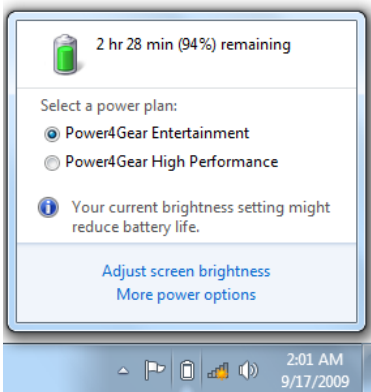 2 hr 28 min (94%) remaining
Select a power plan:
Power4Gear Entertainment
Power4Gear High Performance
Your current brightness setting might
reduce battery life.
Adjust screen brightness
More power options
2:01 AM
9/17/2009